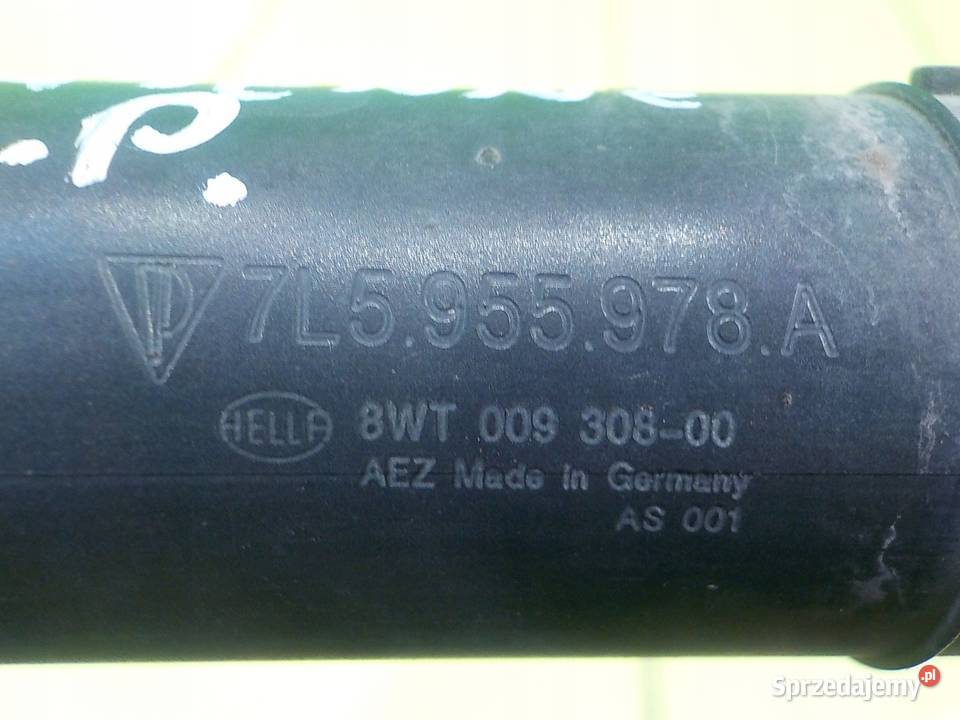 .p.
7L5.955.978.A
HELLA 8WT 009 308-00
AEZ Made in Germany
AS 001
Sprzedajemy.pl